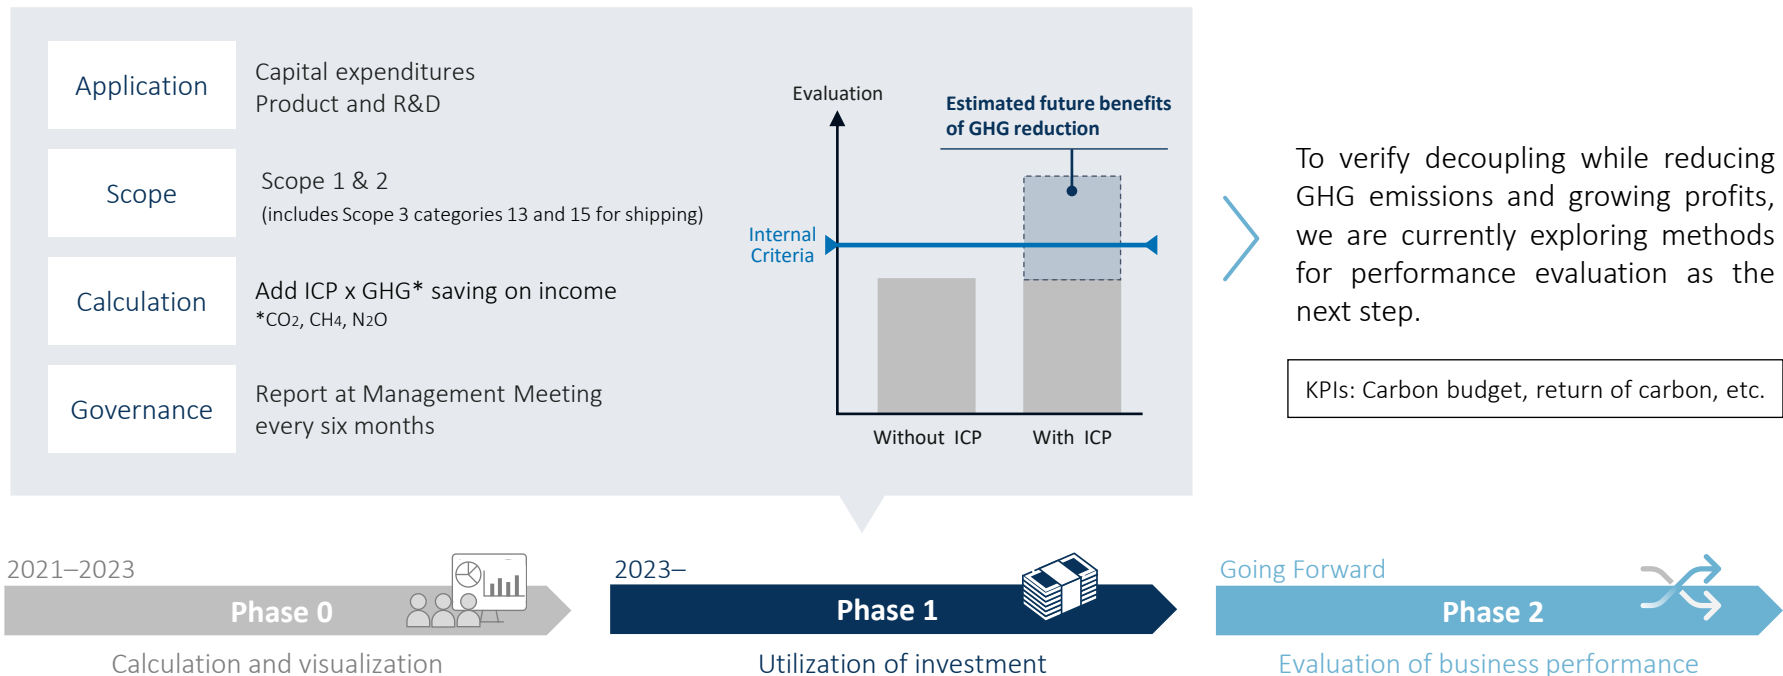 Application
Capital expenditures
Product and R&D
Scope
Scope 1 & 2
(includes Scope 3 categories 13 and 15 for shipping)
Calculation
Add ICP x GHG* saving on income
*CO2, CH4, N2O
Governance
Report at Management Meeting
every six months
Evaluation
Estimated future benefits
of GHG reduction
Internal
Criteria
Without ICP
With ICP
To verify decoupling while reducing
GHG emissions and growing profits,
we are currently exploring methods
for performance evaluation as the
next step.
KPIs: Carbon budget, return of carbon, etc.
2021–2023
Phase 0
Calculation and visualization
2023–
Phase 1
Utilization of investment
Going Forward
Phase 2
Evaluation of business performance